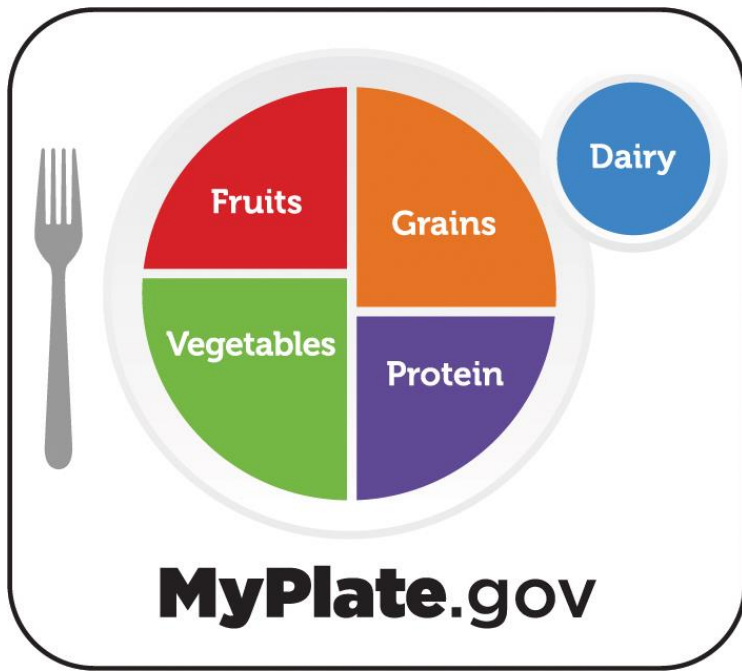 Fruits
Grains
Dairy
Vegetables
Protein
MyPlate.gov